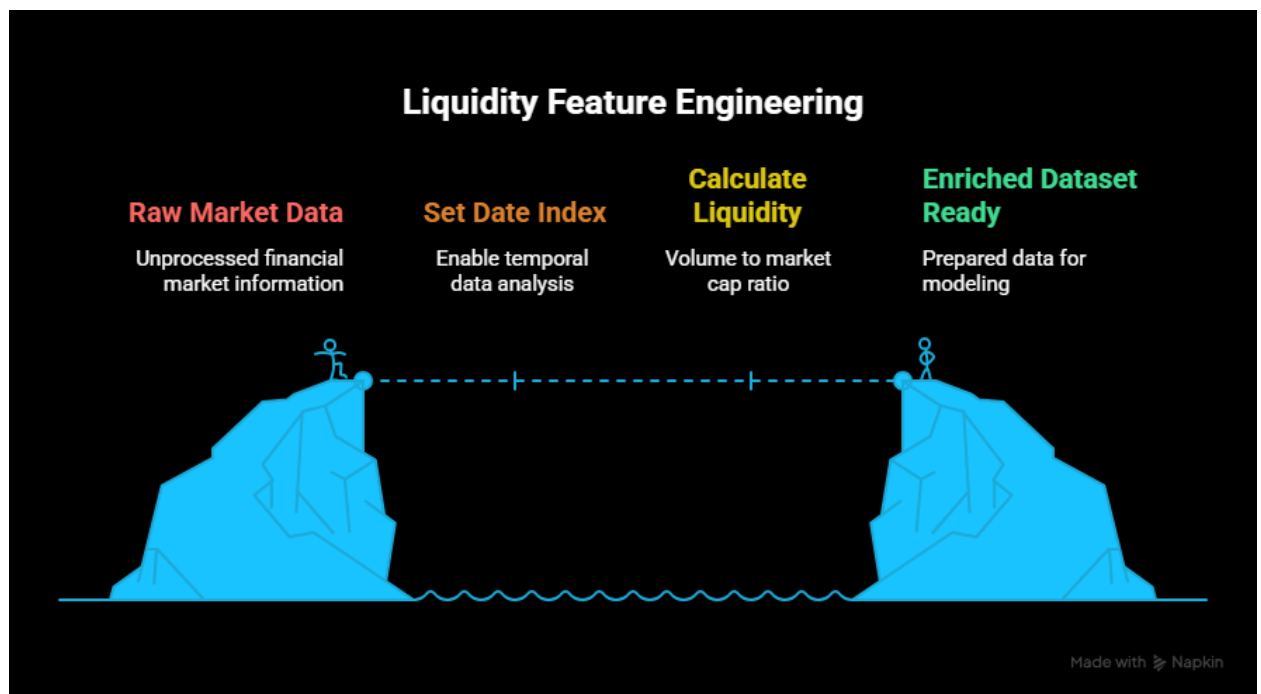 Liquidity Feature Engineering
Raw Market Data
Unprocessed financial
market information
Set Date Index
Enable temporal
data analysis
Calculate
Liquidity
Volume to market
cap ratio
Enriched Dataset
Ready
Prepared data for
modeling
Made with Napkin